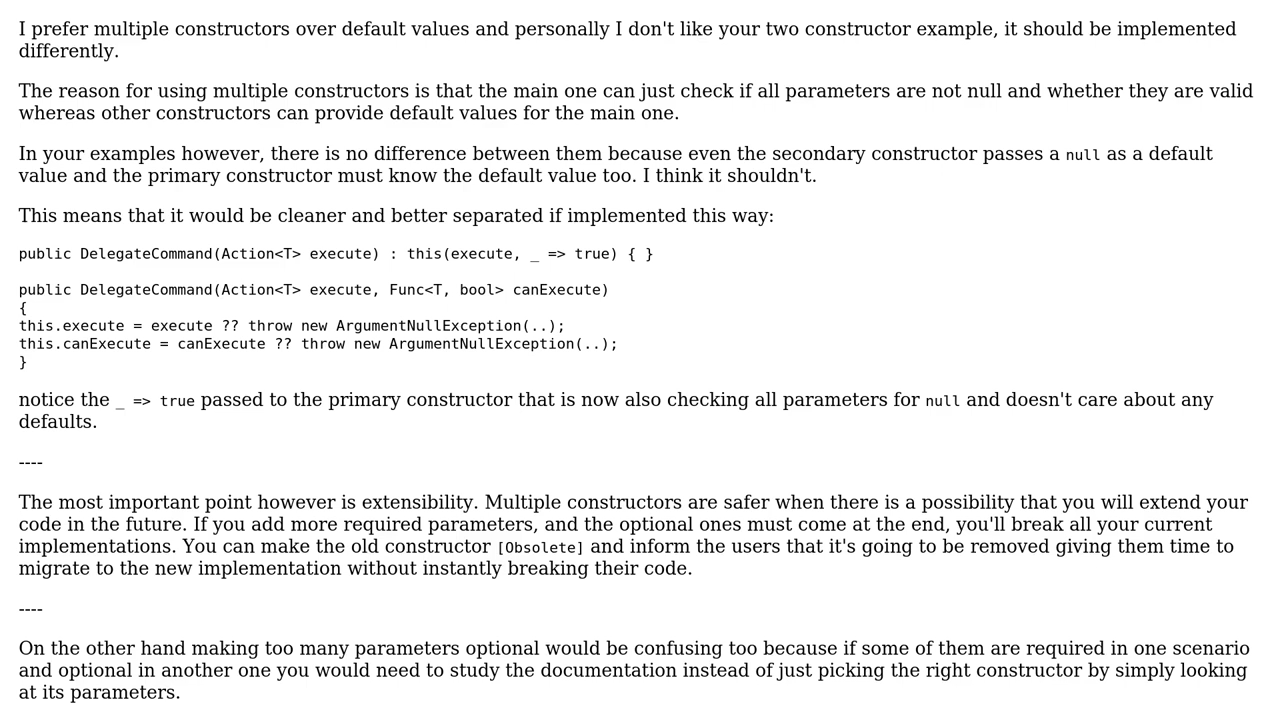 I prefer multiple constructors over default values and personally I don't like your two constructor example, it should be implemented
differently.
The reason for using multiple constructors is that the main one can just check if all parameters are not null and whether they are valid
whereas other constructors can provide default values for the main one.
In your examples however, there is no difference between them because even the secondary constructor passes a null as a default
value and the primary constructor must know the default value too. I think it shouldn't.
This means that it would be cleaner and better separated if implemented this way:
public DelegateCommand(Action<T> execute) : this(execute, _ => true) { }
public DelegateCommand(Action<T> execute, Func<T, bool> canExecute)
{
this.execute = execute ?? throw new ArgumentNullException(..);
this.canExecute = canExecute ?? throw new ArgumentNullException(..);
}
notice the _ => true passed to the primary constructor that is now also checking all parameters for null and doesn't care about any
defaults.
----
The most important point however is extensibility. Multiple constructors are safer when there is a possibility that you will extend your
code in the future. If you add more required parameters, and the optional ones must come at the end, you'll break all your current
implementations. You can make the old constructor [Obsolete] and inform the users that it's going to be removed giving them time to
migrate to the new implementation without instantly breaking their code.
----
On the other hand making too many parameters optional would be confusing too because if some of them are required in one scenario
and optional in another one you would need to study the documentation instead of just picking the right constructor by simply looking
at its parameters.